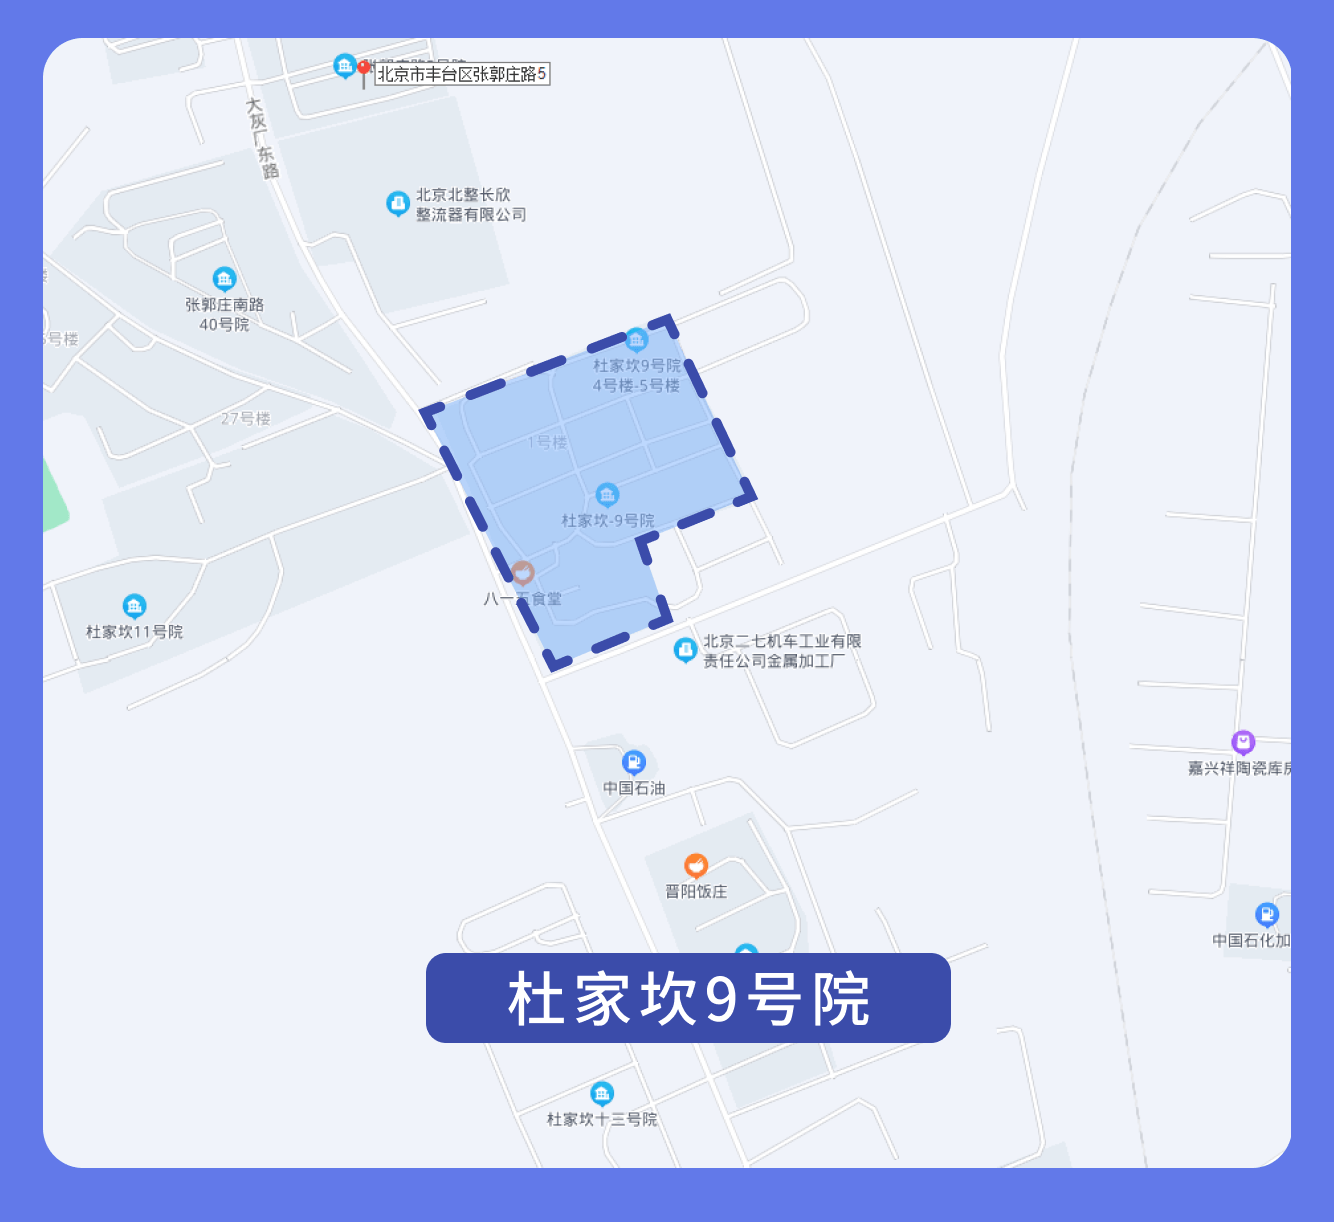 北京市丰台区张郭庄路5
大灰厂东路
北京北整长欣
整流器有限公司
张郭庄南路
40号院
号楼
杜家坎9号院
4号楼-5号楼
27号楼
1号楼
杜家坎-9号院
八一五食堂
杜家坎11号院
北京二七机车工业有限
责任公司金属加工厂
嘉兴祥陶瓷库房
中国石油
晋阳饭庄
中国石化加
杜家坎9号院
杜家坎十三号院